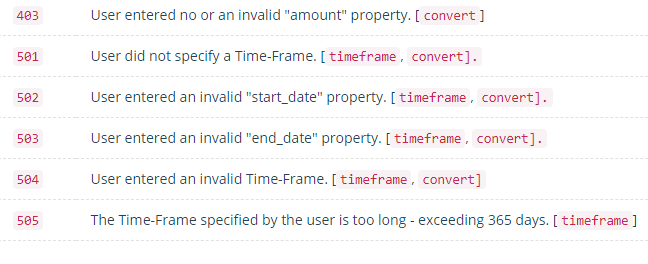 403 User entered no or an invalid "amount" property. [ convert ]
501 User did not specify a Time-Frame. [ timeframe , convert].
502 User entered an invalid "start_date" property. [ timeframe , convert].
503 User entered an invalid "end_date" property. [ timeframe , convert].
504 User entered an invalid Time-Frame. [ timeframe , convert]
505 The Time-Frame specified by the user is too long - exceeding 365 days. [ timeframe ]